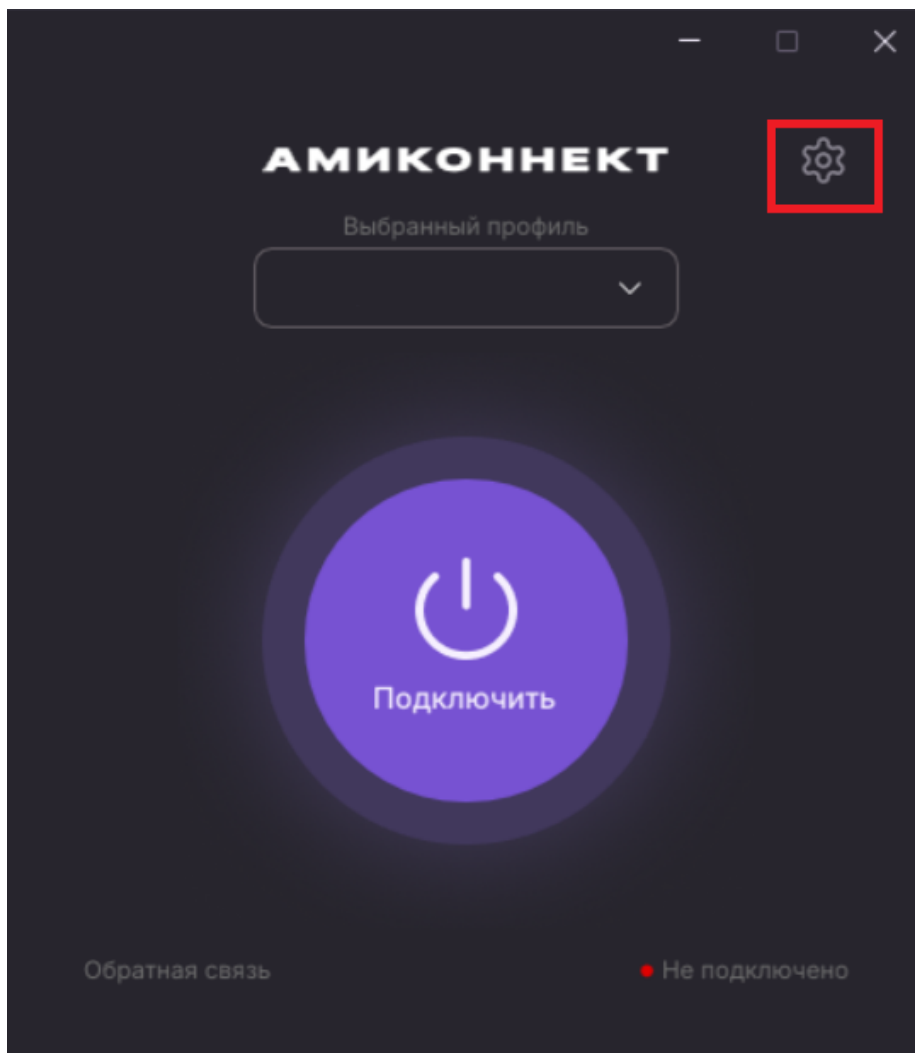 АМИКОННЕКТ
Выбранный профиль
Подключить
Обратная связь
Не подключено